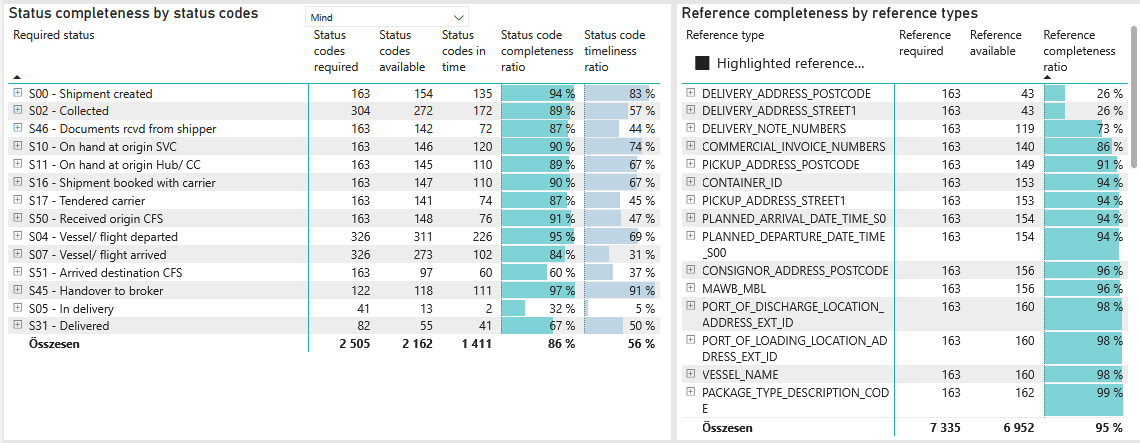 Status completeness by status codes
Mind
Required status
Status codes required
Status codes available
Status codes in time
Status code completeness ratio
Status code timeliness ratio
S00 - Shipment created 163 154 135 94 % 83 %
S02 - Collected 304 272 172 89 % 57 %
S46 - Documents rcvd from shipper 163 142 72 87 % 44 %
S10 - On hand at origin SVC 163 146 120 90 % 74 %
S11 - On hand at origin Hub/ CC 163 145 110 89 % 67 %
S16 - Shipment booked with carrier 163 147 110 90 % 67 %
S17 - Tendered carrier 163 141 74 87 % 45 %
S50 - Received origin CFS 163 148 76 91 % 47 %
S04 - Vessel/ flight departed 326 311 226 95 % 69 %
S07 - Vessel/ flight arrived 326 273 102 84 % 31 %
S51 - Arrived destination CFS 163 97 60 60 % 37 %
S45 - Handover to broker 122 118 111 97 % 91 %
S05 - In delivery 41 13 2 32 % 5 %
S31 - Delivered 82 55 41 67 % 50 %
Összesen 2 505 2 162 1 411 86 % 56 %
Reference completeness by reference types
Reference type
Reference required
Reference available
Reference completeness ratio
Highlighted reference...
DELIVERY_ADDRESS_POSTCODE 163 43 26 %
DELIVERY_ADDRESS_STREET1 163 43 26 %
DELIVERY_NOTE_NUMBERS 163 119 73 %
COMMERCIAL_INVOICE_NUMBERS 163 140 86 %
PICKUP_ADDRESS_POSTCODE 163 149 91 %
CONTAINER_ID 163 153 94 %
PICKUP_ADDRESS_STREET1 163 153 94 %
PLANNED_ARRIVAL_DATE_TIME_S0 163 154 94 %
PLANNED_DEPARTURE_DATE_TIME 163 154 94 %
_S00
CONSIGNOR_ADDRESS_POSTCODE 163 156 96 %
MAWB_MBL 163 156 96 %
PORT_OF_DISCHARGE_LOCATION_ 163 160 98 %
ADDRESS_EXT_ID
PORT_OF_LOADING_LOCATION_AD 163 160 98 %
DRESS_EXT_ID
VESSEL_NAME 163 160 98 %
PACKAGE_TYPE_DESCRIPTION_COD 163 162 99 %
E
Összesen 7 335 6 952 95 %